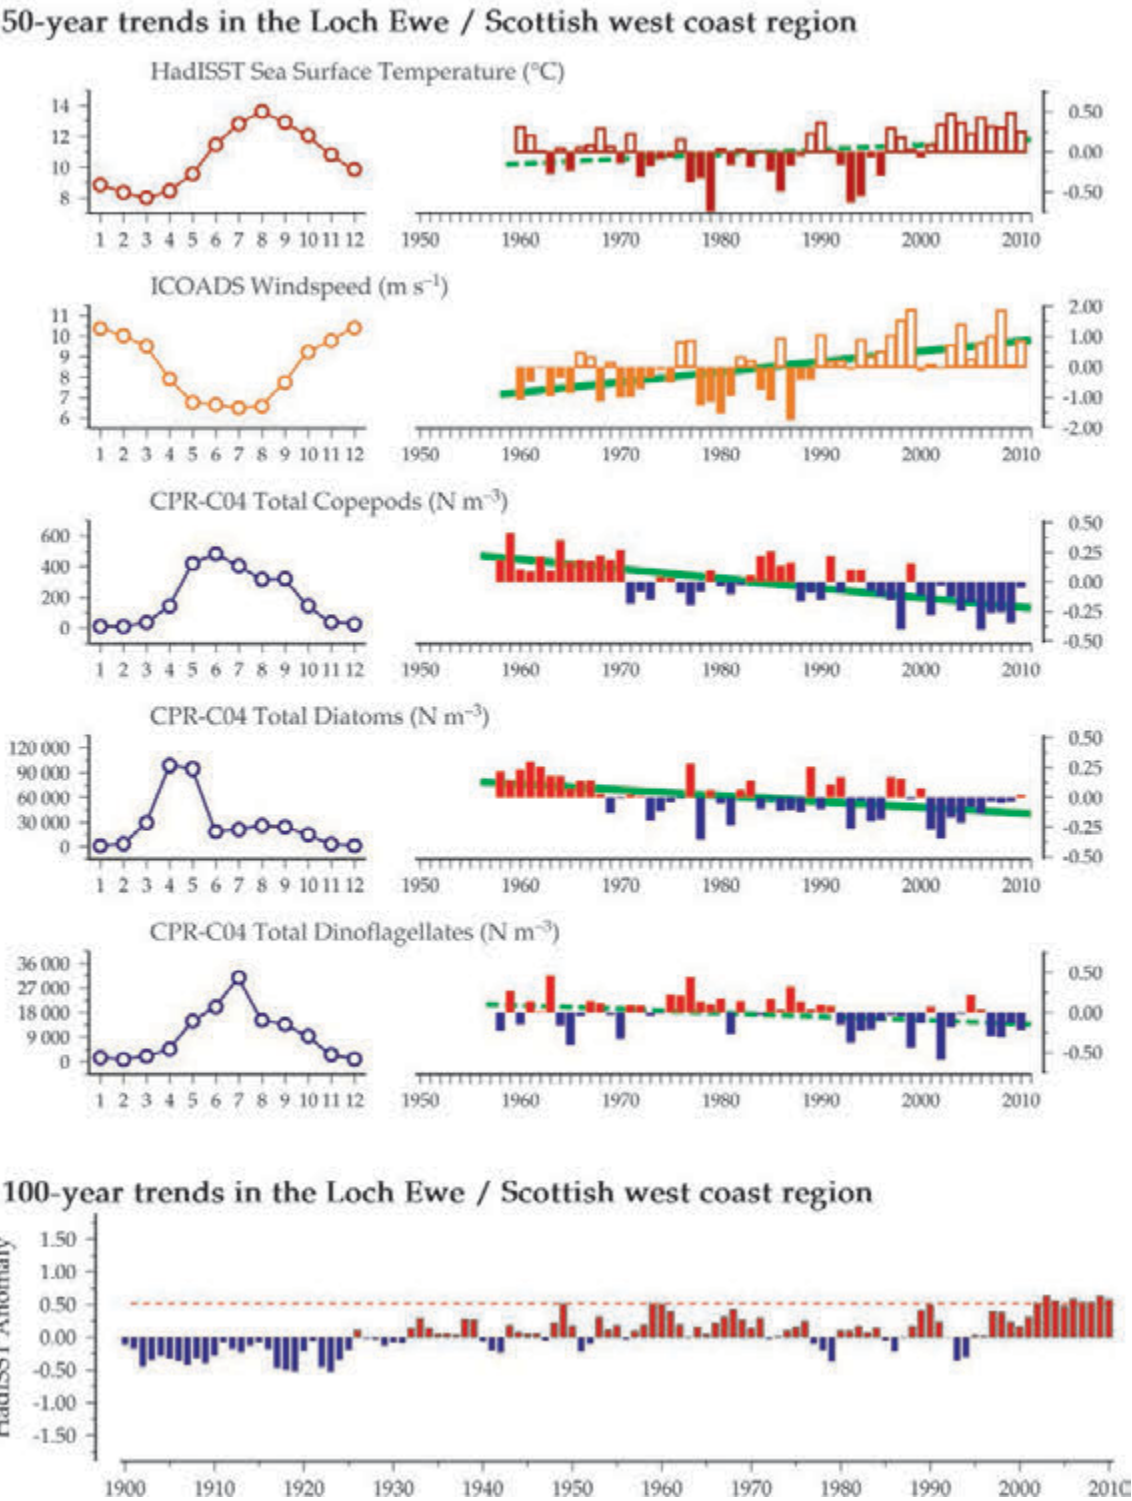 50-year trends in the Loch Ewe / Scottish west coast region
HadISST Sea Surface Temperature (°C)
14
12
10
8
0.50
0.00
-0.50
1 2 3 4 5 6 7 8 9 10 11 12
1950 1960 1970 1980 1990 2000 2010
ICOADS Windspeed (m s⁻¹)
11
10
9
8
7
6
2.00
1.00
0.00
-1.00
-2.00
1 2 3 4 5 6 7 8 9 10 11 12
1950 1960 1970 1980 1990 2000 2010
CPR-C04 Total Copepods (N m⁻³)
600
400
200
0
0.50
0.25
0.00
-0.25
-0.50
1 2 3 4 5 6 7 8 9 10 11 12
1950 1960 1970 1980 1990 2000 2010
CPR-C04 Total Diatoms (N m⁻³)
120 000
90 000
60 000
30 000
0
0.50
0.25
0.00
-0.25
-0.50
1 2 3 4 5 6 7 8 9 10 11 12
1950 1960 1970 1980 1990 2000 2010
CPR-C04 Total Dinoflagellates (N m⁻³)
36 000
27 000
18 000
9 000
0
0.50
0.00
-0.50
1 2 3 4 5 6 7 8 9 10 11 12
1950 1960 1970 1980 1990 2000 2010
100-year trends in the Loch Ewe / Scottish west coast region
HadISST Anomaly
1.50
1.00
0.50
0.00
-0.50
-1.00
-1.50
1900 1910 1920 1930 1940 1950 1960 1970 1980 1990 2000 2010